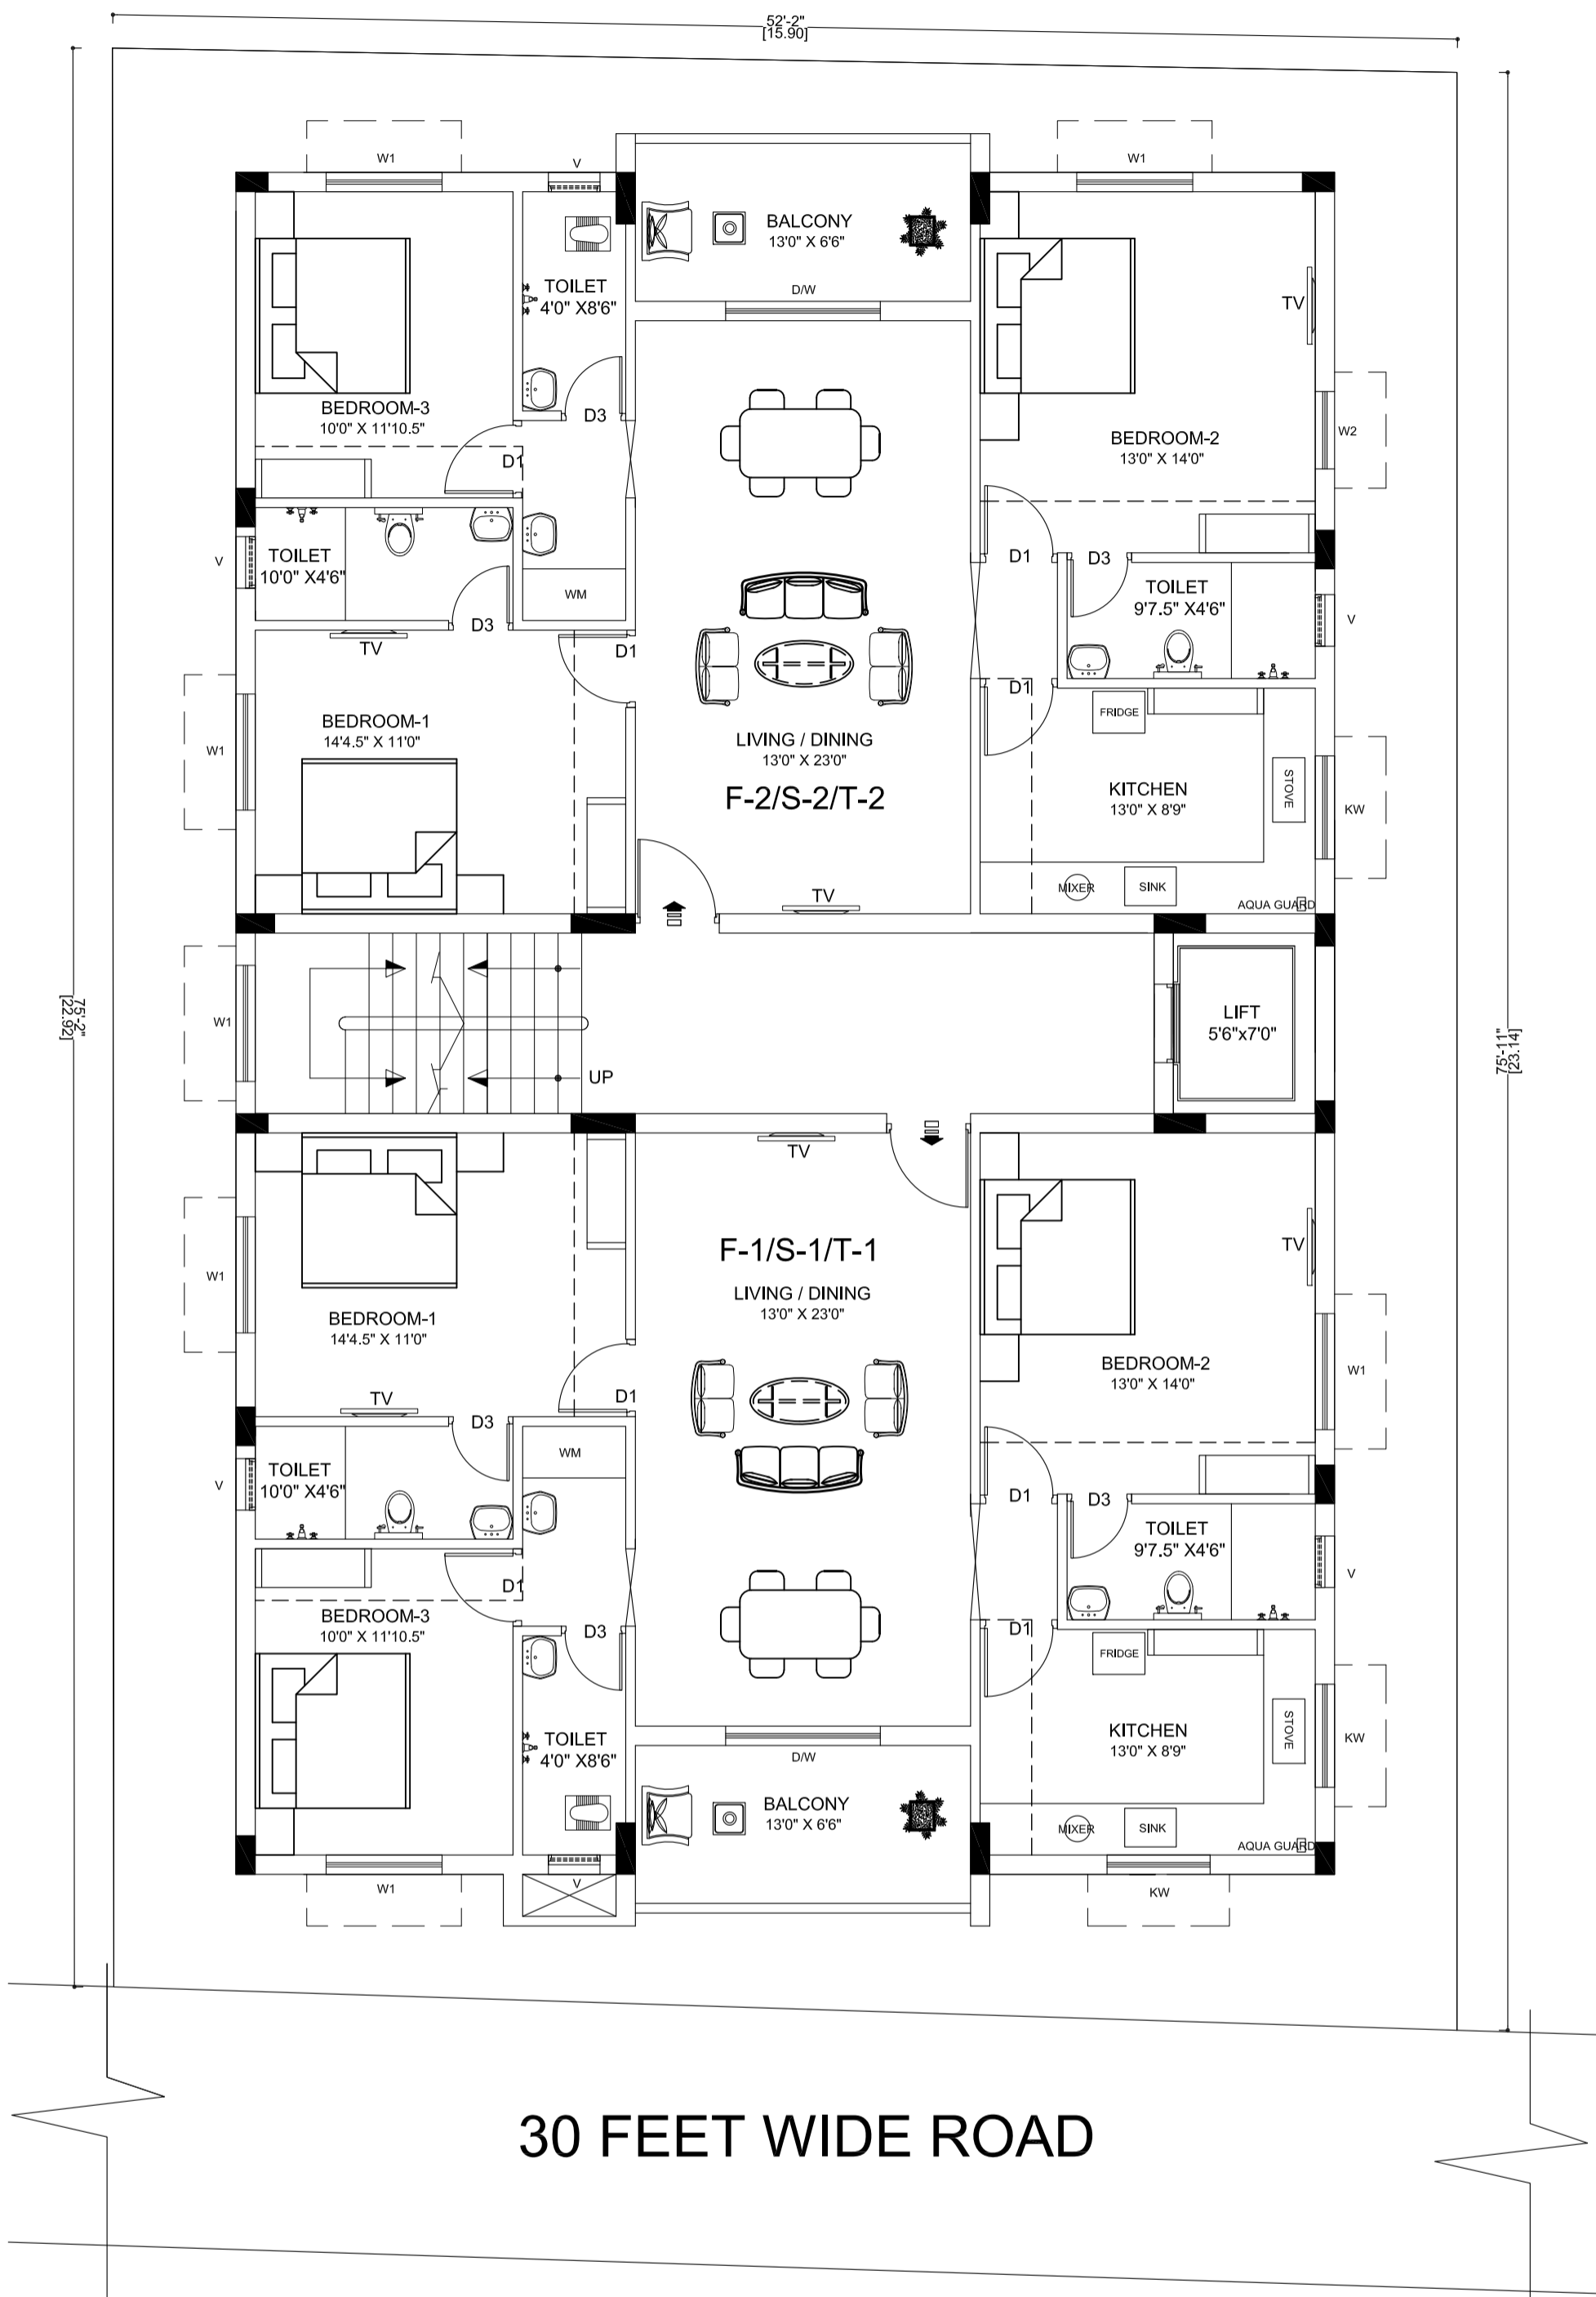 52'-2"
[15.90]
W1
V
W1
BALCONY
13'0" X 6'6"
D/W
TOILET
4'0" X8'6"
TV
BEDROOM-3
10'0" X 11'10.5"
D3
W2
BEDROOM-2
13'0" X 14'0"
D1
V
TOILET
10'0" X4'6"
D1
D3
TOILET
9'7.5" X4'6"
WM
V
D3
TV
D1
D1
FRIDGE
BEDROOM-1
14'4.5" X 11'0"
W1
LIVING / DINING
13'0" X 23'0"
F-2/S-2/T-2
KITCHEN
13'0" X 8'9"
STOVE
KW
TV
MIXER
SINK
AQUA GUARD
75'-2"
[22.92]
W1
LIFT
5'6"x7'0"
75'-11"
[23.14]
UP
TV
F-1/S-1/T-1
TV
W1
LIVING / DINING
13'0" X 23'0"
BEDROOM-1
14'4.5" X 11'0"
BEDROOM-2
13'0" X 14'0"
W1
TV
D1
D3
WM
V
TOILET
10'0" X4'6"
D1
D3
TOILET
9'7.5" X4'6"
V
D1
BEDROOM-3
10'0" X 11'10.5"
D3
D1
FRIDGE
TOILET
4'0" X8'6"
D/W
KITCHEN
13'0" X 8'9"
STOVE
KW
BALCONY
13'0" X 6'6"
MIXER
SINK
AQUA GUARD
W1
V
KW
30 FEET WIDE ROAD